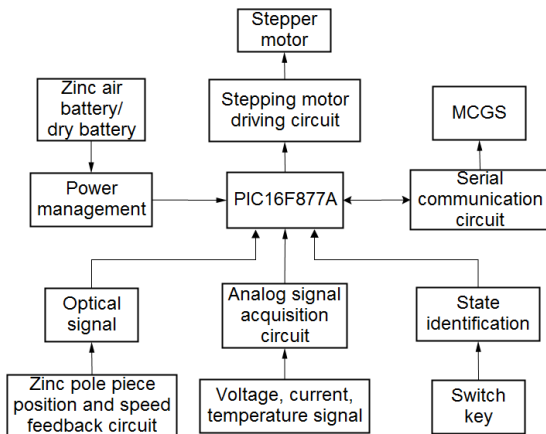 Stepper
motor
Zinc air
battery/
dry battery
Stepping motor
driving circuit
MCGS
Power
management
PIC16F877A
Serial
communication
circuit
Optical
signal
Analog signal
acquisition
circuit
State
identification
Zinc pole piece
position and speed
feedback circuit
Voltage, current,
temperature signal
Switch
key